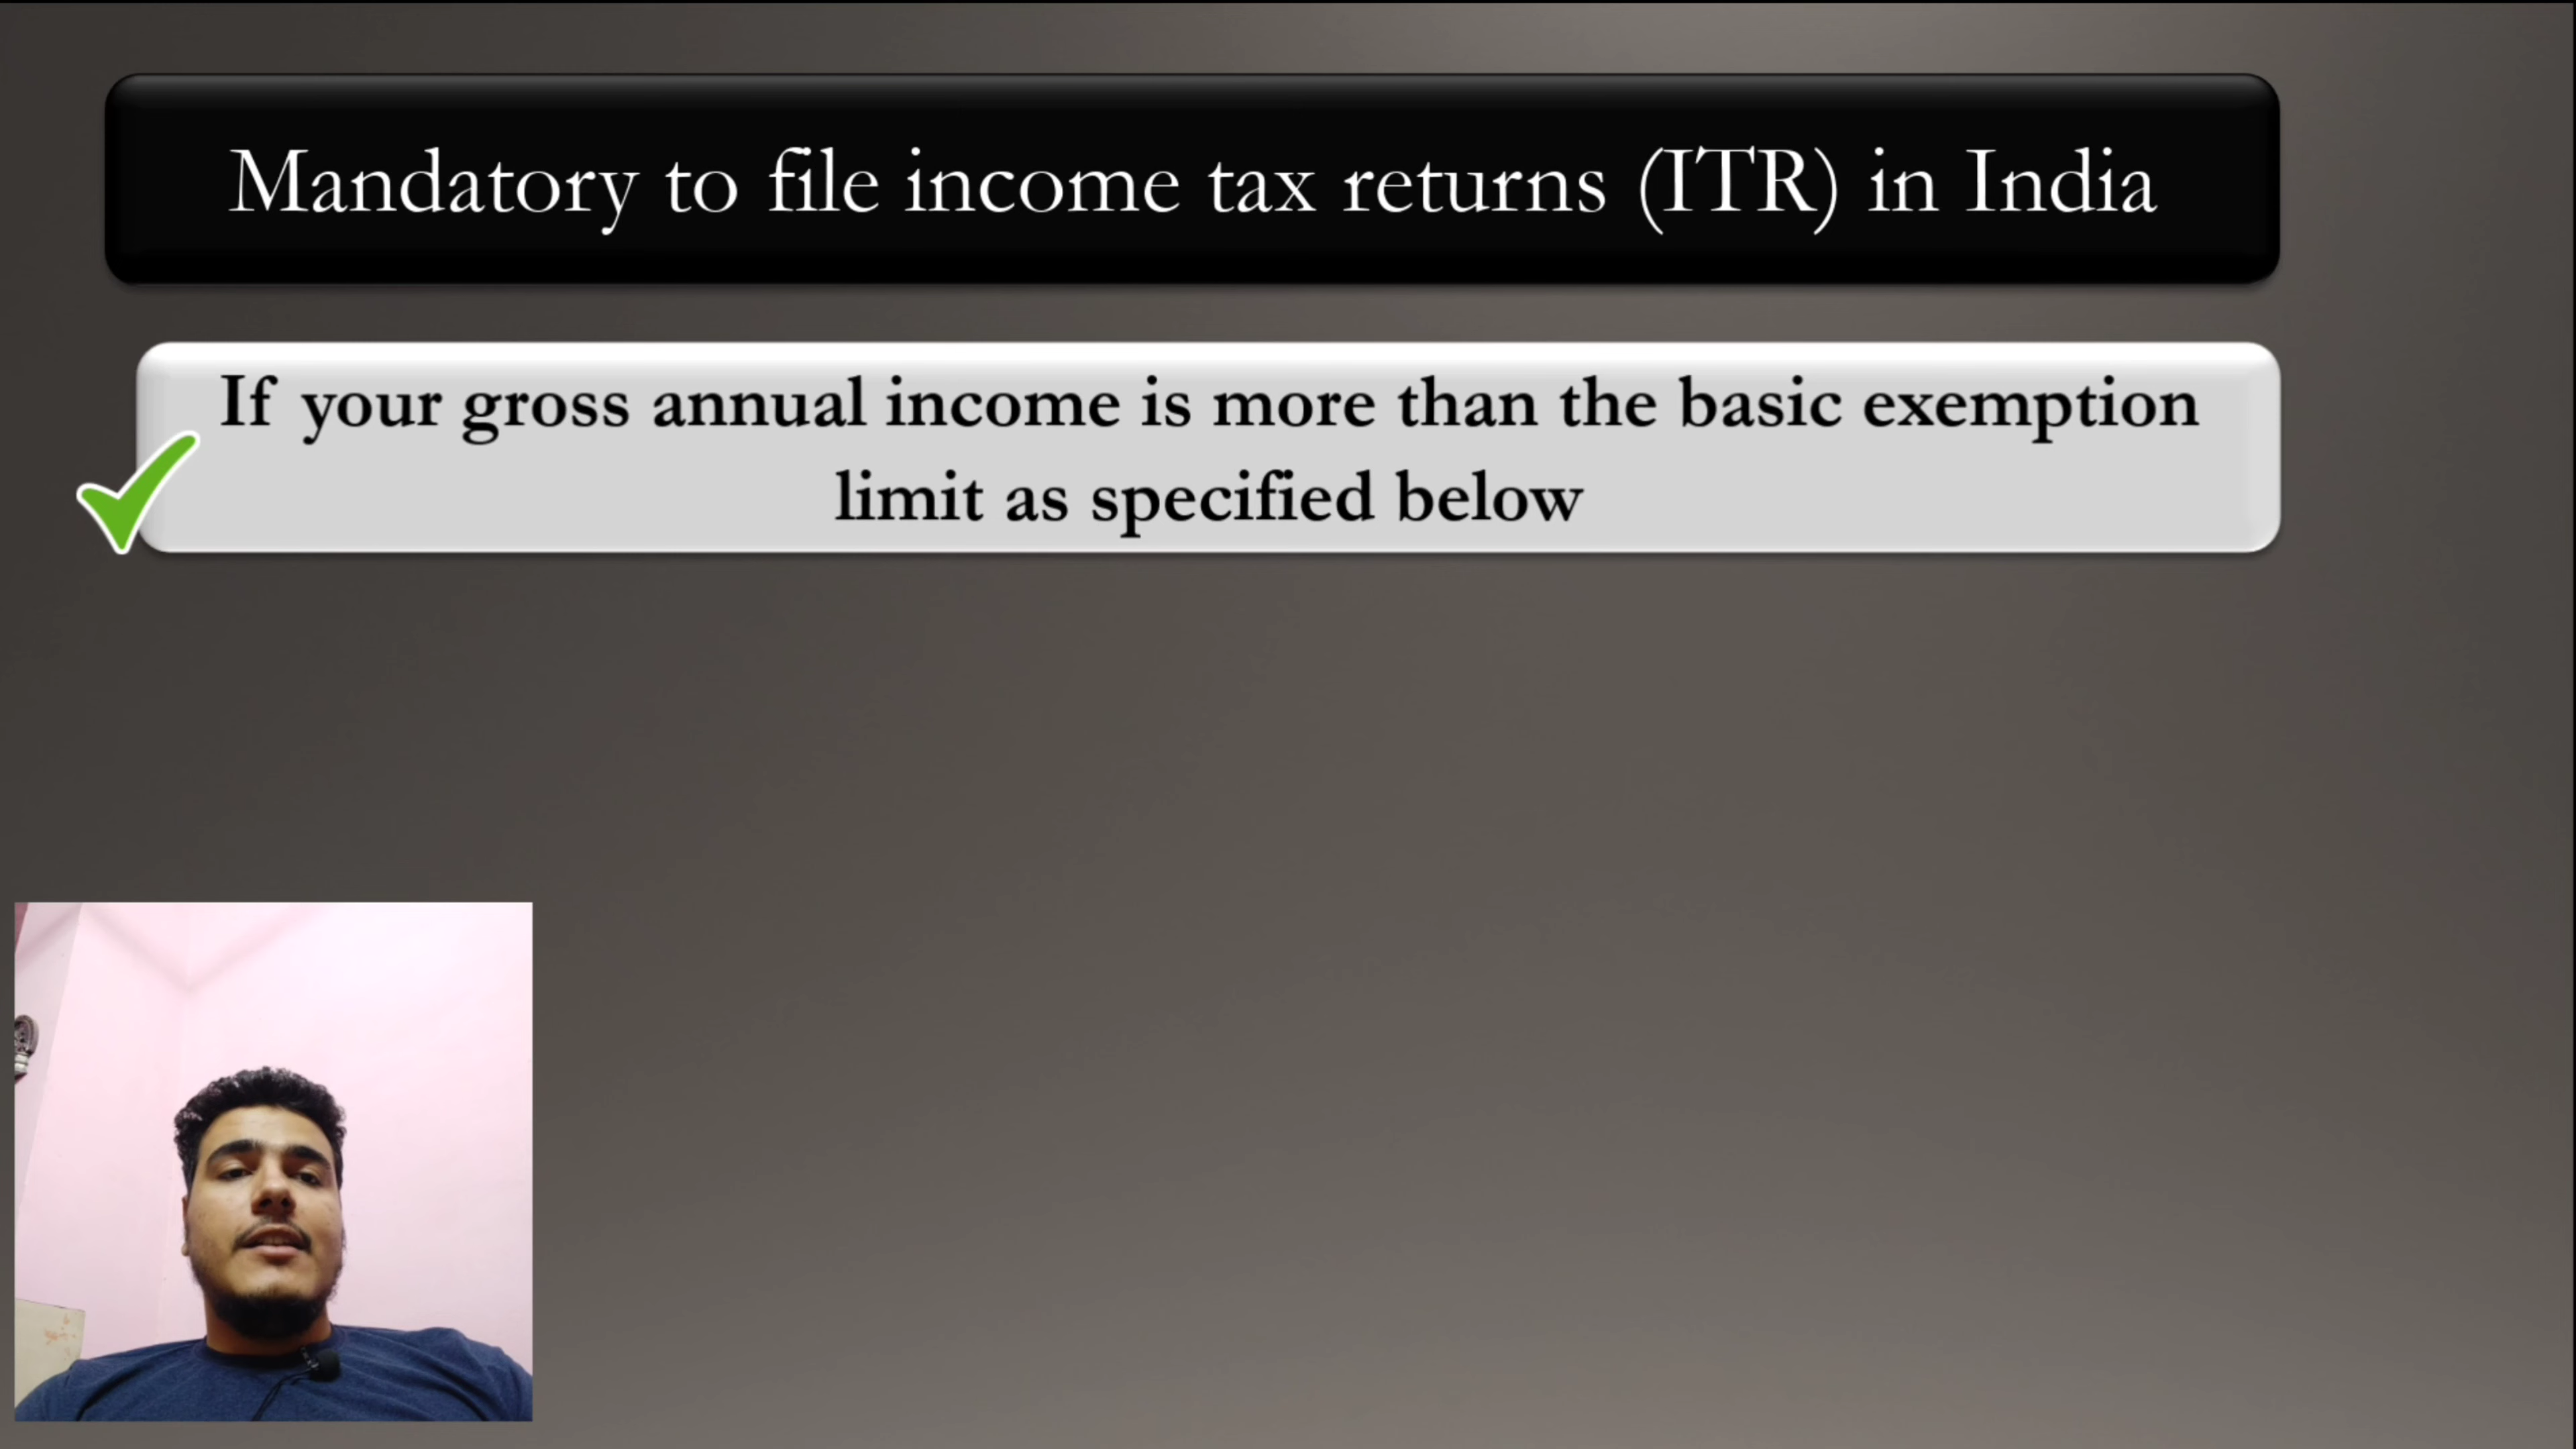 Mandatory to file income tax returns (ITR) in India
If your gross annual income is more than the basic exemption
limit as specified below